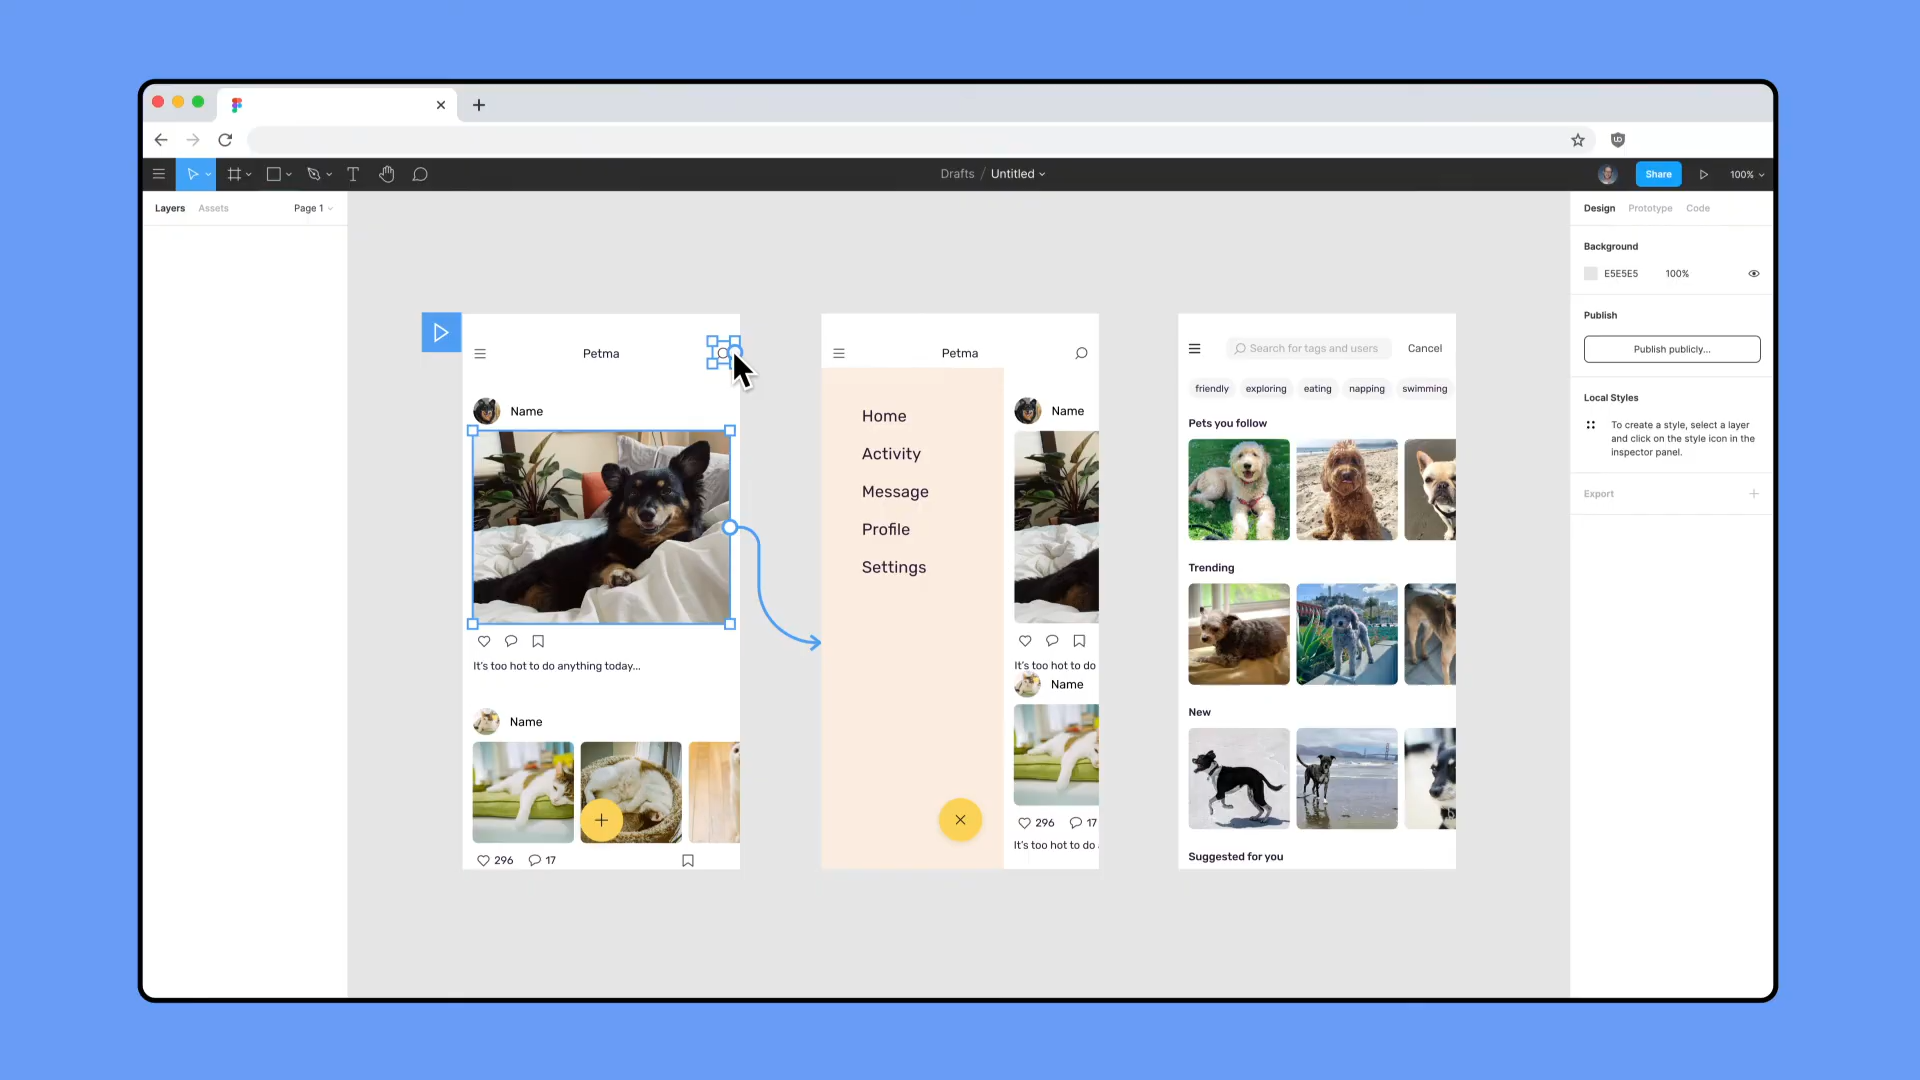 Drafts / Untitled
Share
100%
Layers
Assets
Page 1
Design
Prototype
Code
Background
E5E5E5
100%
Publish
Publish publicly...
Local Styles
To create a style, select a layer
and click on the style icon in the
inspector panel.
Export
Petma
Name
It's too hot to do anything today...
Name
296
17
Petma
Home
Activity
Message
Profile
Settings
Name
It's too hot to do
Name
296
17
It's too hot to do
Search for tags and users
Cancel
friendly
exploring
eating
napping
swimming
Pets you follow
Trending
New
Suggested for you